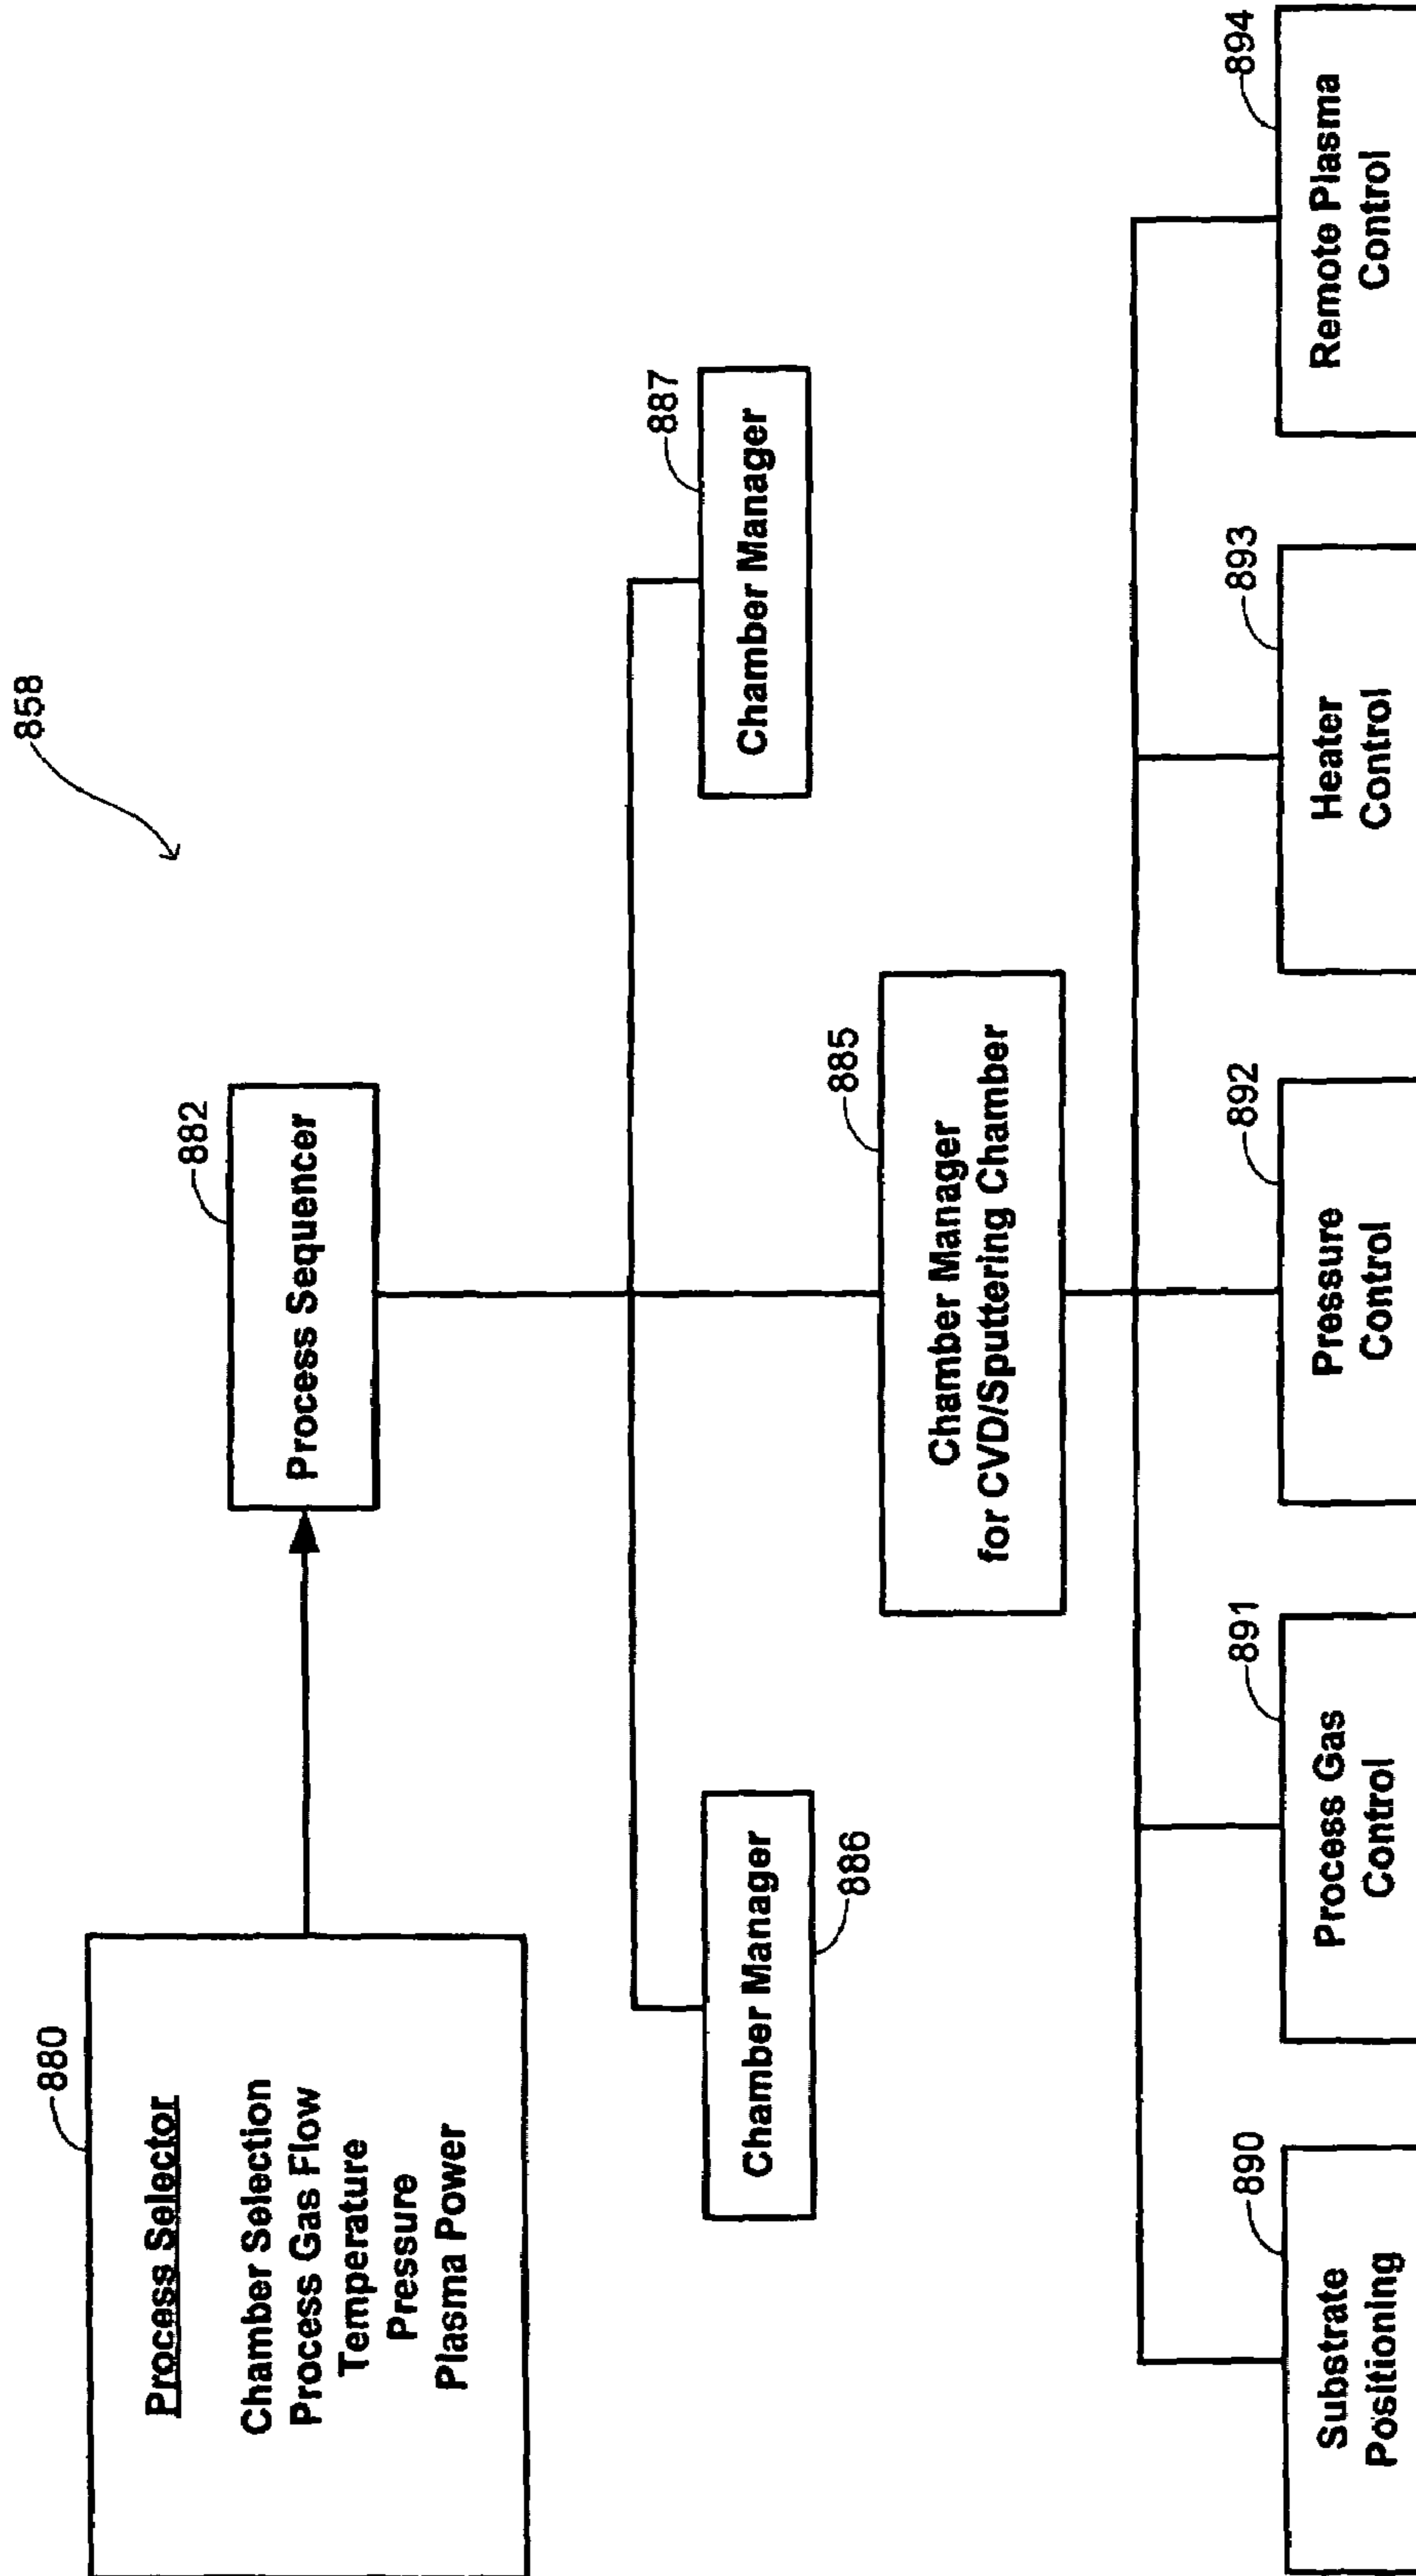 858
880
Process Selector
Chamber Selection
Process Gas Flow
Temperature
Pressure
Plasma Power
882
Process Sequencer
Chamber Manager
886
887
Chamber Manager
885
Chamber Manager
for CVD/Sputtering Chamber
890
Substrate
Positioning
891
Process Gas
Control
892
Pressure
Control
893
Heater
Control
894
Remote Plasma
Control